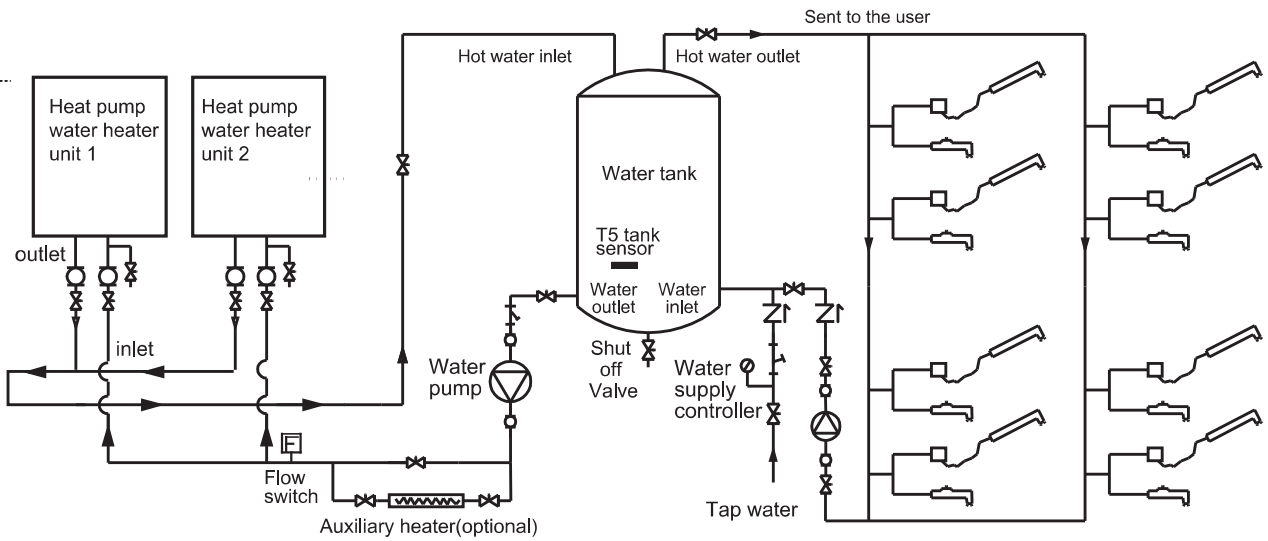 Sent to the user
Hot water inlet
Hot water outlet
Heat pump
water heater
unit 1
Heat pump
water heater
unit 2
Water tank
T5 tank
sensor
outlet
Water
outlet
Water
inlet
inlet
Water
pump
Shut
off
Valve
Water
supply
controller
F
Flow
switch
Auxiliary heater(optional)
Tap water